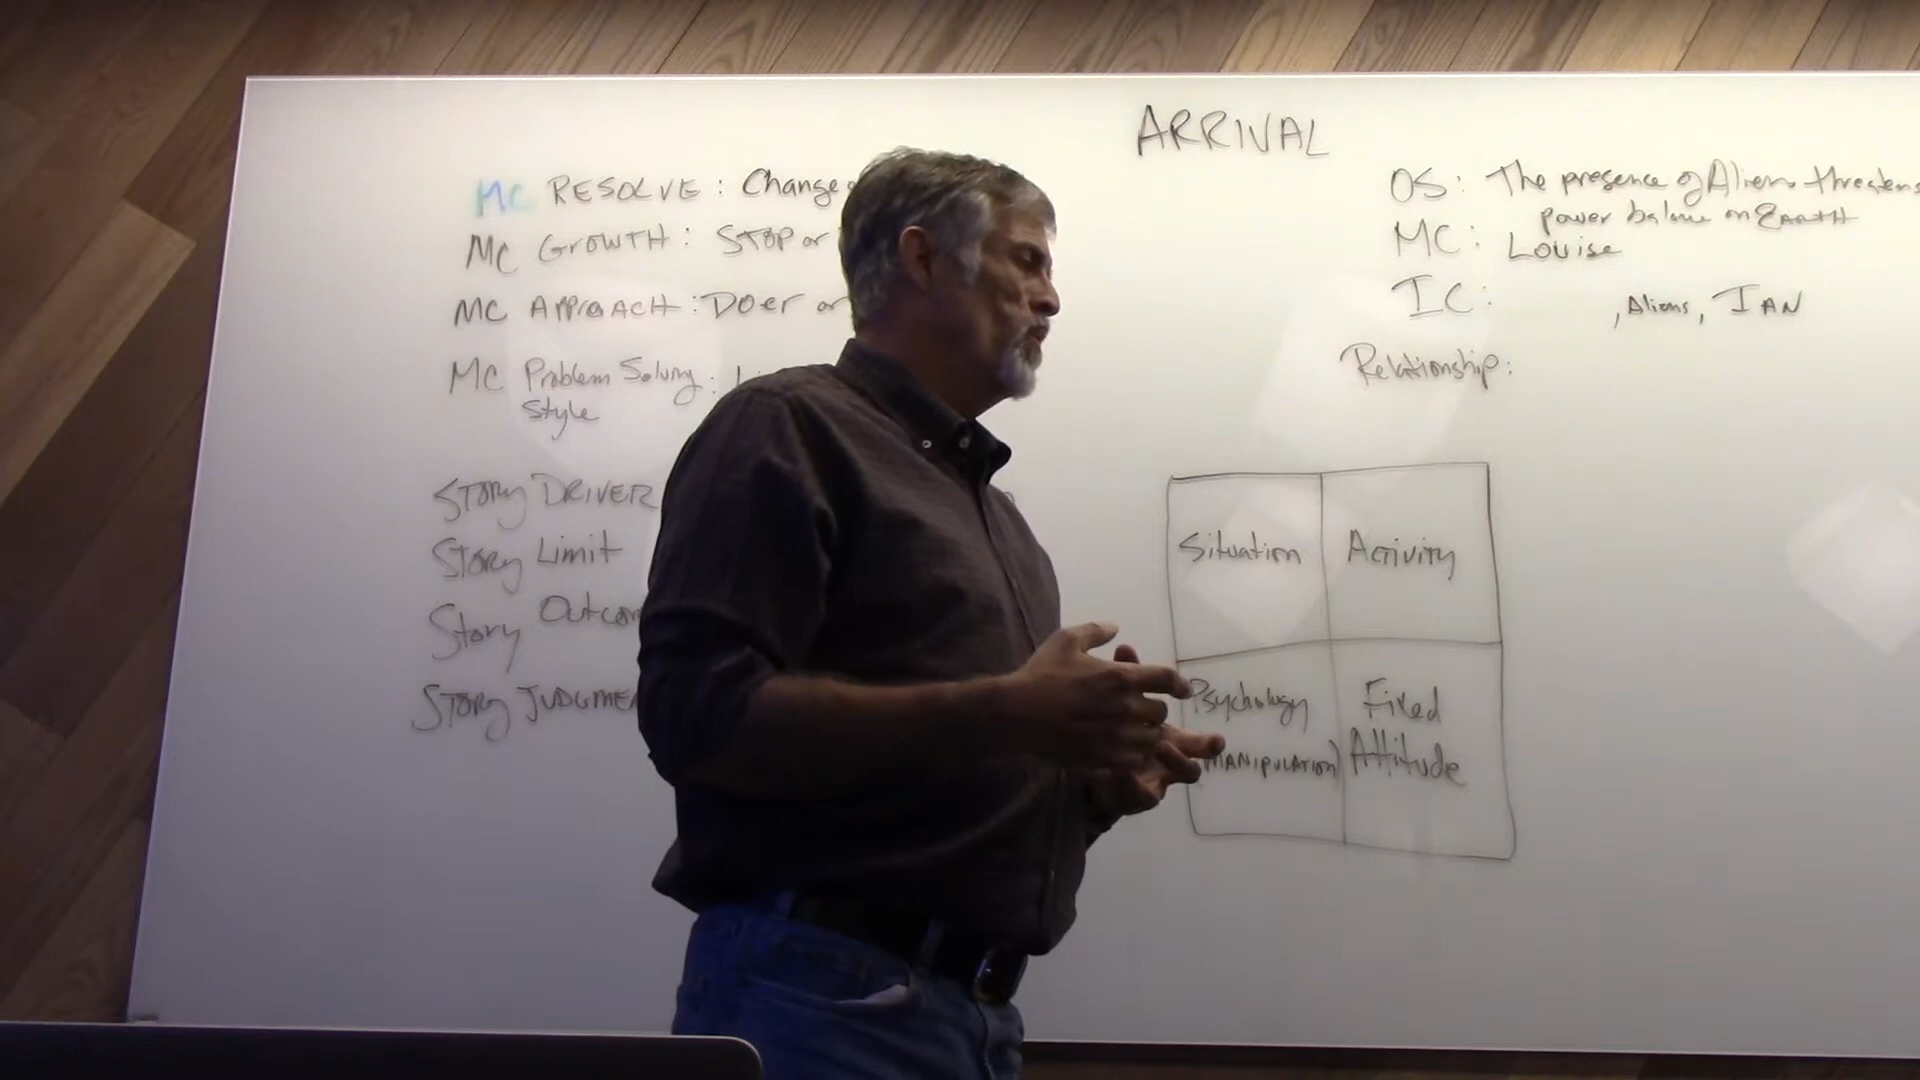 ARRIVAL
MC RESOLVE: Change
MC GROWTH: STOP or
MC APPROACH: DOER or
MC Problem Solving:
Style
STORY DRIVER
STORY Limit
Story Outcom
STORY JUDGMEN
OS: The presence of Aliens threatens
power balance on EARTH
MC: Louise
IC: , Aliens, IAN
Relationship:
Situation
Activity
Psychology
MANIPULATION)
Fixed
Attitude